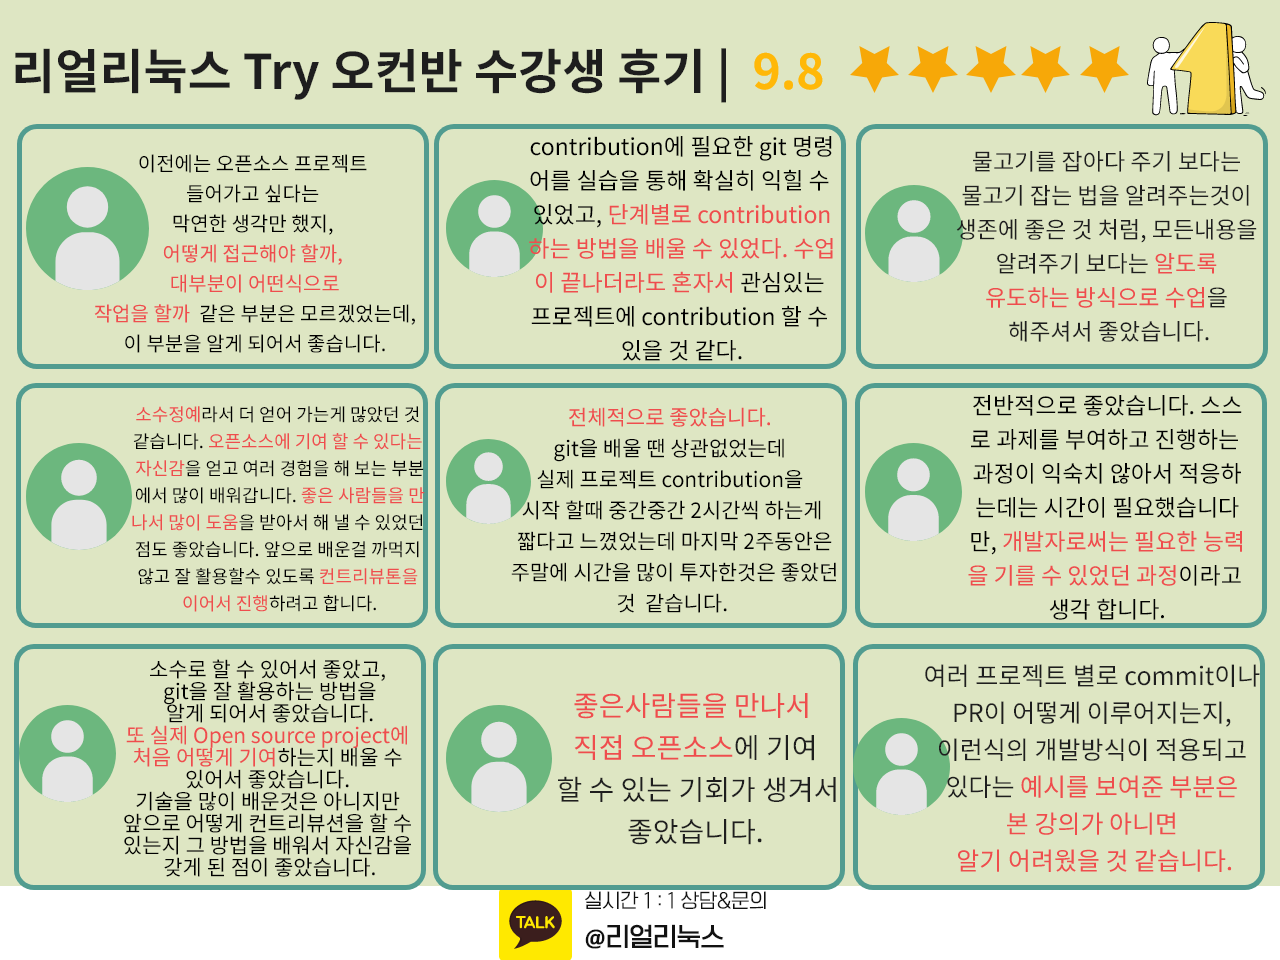 리얼리눅스 Try 오컨반 수강생 후기 | 9.8
이전에는 오픈소스 프로젝트
들어가고 싶다는
막연한 생각만 했지,
어떻게 접근해야 할까,
대부분이 어떤식으로
작업을 할까 같은 부분은 모르겠었는데,
이 부분을 알게 되어서 좋습니다.
contribution에 필요한 git 명령
어를 실습을 통해 확실히 익힐 수
있었고, 단계별로 contribution
하는 방법을 배울 수 있었다. 수업
이 끝나더라도 혼자서 관심있는
프로젝트에 contribution 할 수
있을 것 같다.
물고기를 잡아다 주기 보다는
물고기 잡는 법을 알려주는것이
생존에 좋은 것 처럼, 모든내용을
알려주기 보다는 알도록
유도하는 방식으로 수업을
해주셔서 좋았습니다.
소수정예라서 더 얻어 가는게 많았던 것
같습니다. 오픈소스에 기여 할 수 있다는
자신감을 얻고 여러 경험을 해 보는 부분
에서 많이 배워갑니다. 좋은 사람들을 만
나서 많이 도움을 받아서 해 낼 수 있었던
점도 좋았습니다. 앞으로 배운걸 까먹지
않고 잘 활용할수 있도록 컨트리뷰톤을
이어서 진행하려고 합니다.
전체적으로 좋았습니다.
git을 배울 땐 상관없었는데
실제 프로젝트 contribution을
시작 할때 중간중간 2시간씩 하는게
짧다고 느꼈었는데 마지막 2주동안은
주말에 시간을 많이 투자한것은 좋았던
것 같습니다.
전반적으로 좋았습니다. 스스
로 과제를 부여하고 진행하는
과정이 익숙치 않아서 적응하
는데는 시간이 필요했습니다
만, 개발자로써는 필요한 능력
을 기를 수 있었던 과정이라고
생각 합니다.
소수로 할 수 있어서 좋았고,
git을 잘 활용하는 방법을
알게 되어서 좋았습니다.
또 실제 Open source project에
처음 어떻게 기여하는지 배울 수
있어서 좋았습니다.
기술을 많이 배운것은 아니지만
앞으로 어떻게 컨트리뷰션을 할 수
있는지 그 방법을 배워서 자신감을
갖게 된 점이 좋았습니다.
좋은사람들을 만나서
직접 오픈소스에 기여
할 수 있는 기회가 생겨서
좋았습니다.
여러 프로젝트 별로 commit이나
PR이 어떻게 이루어지는지,
이런식의 개발방식이 적용되고
있다는 예시를 보여준 부분은
본 강의가 아니면
알기 어려웠을 것 같습니다.
TALK
실시간 1 : 1 상담&문의
@리얼리눅스